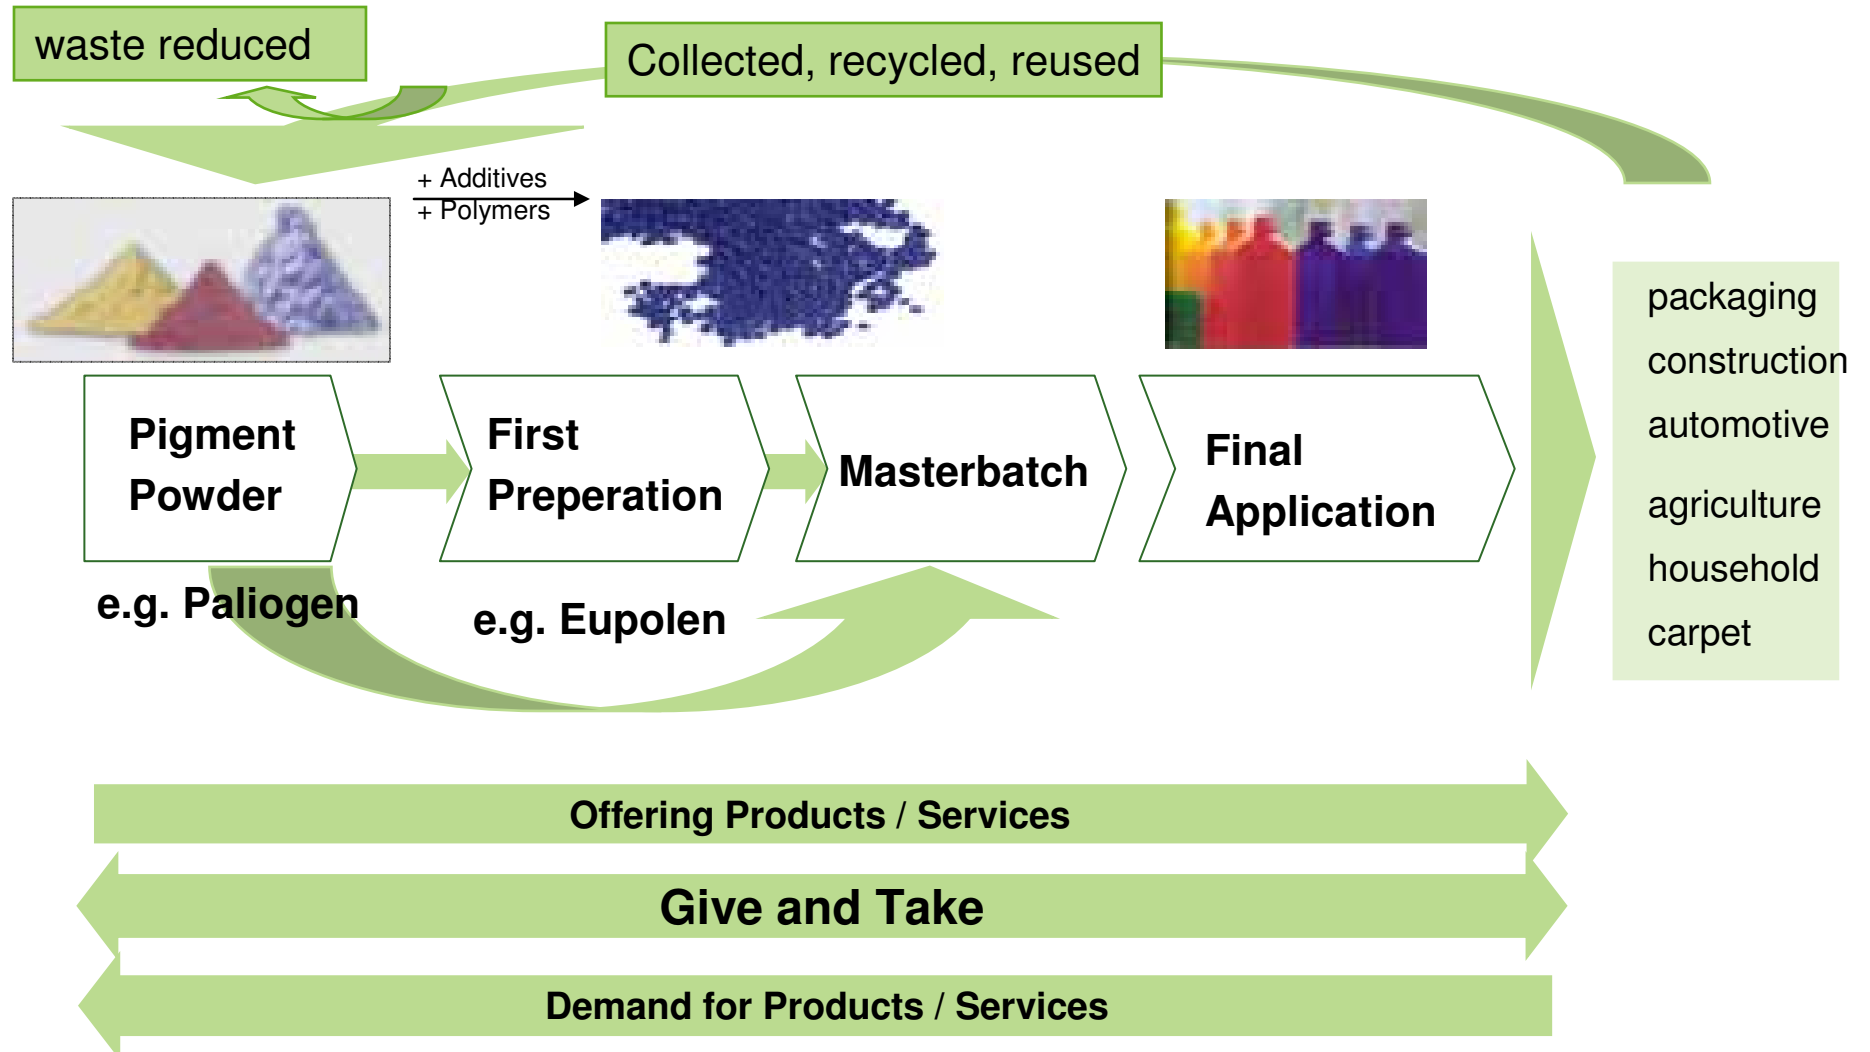 waste reduced
Collected, recycled, reused
+ Additives
+ Polymers
Pigment
Powder
First
Preperation
Masterbatch
Final
Application
e.g. Paliogen
e.g. Eupolen
packaging
construction
automotive
agriculture
household
carpet
Offering Products / Services
Give and Take
Demand for Products / Services